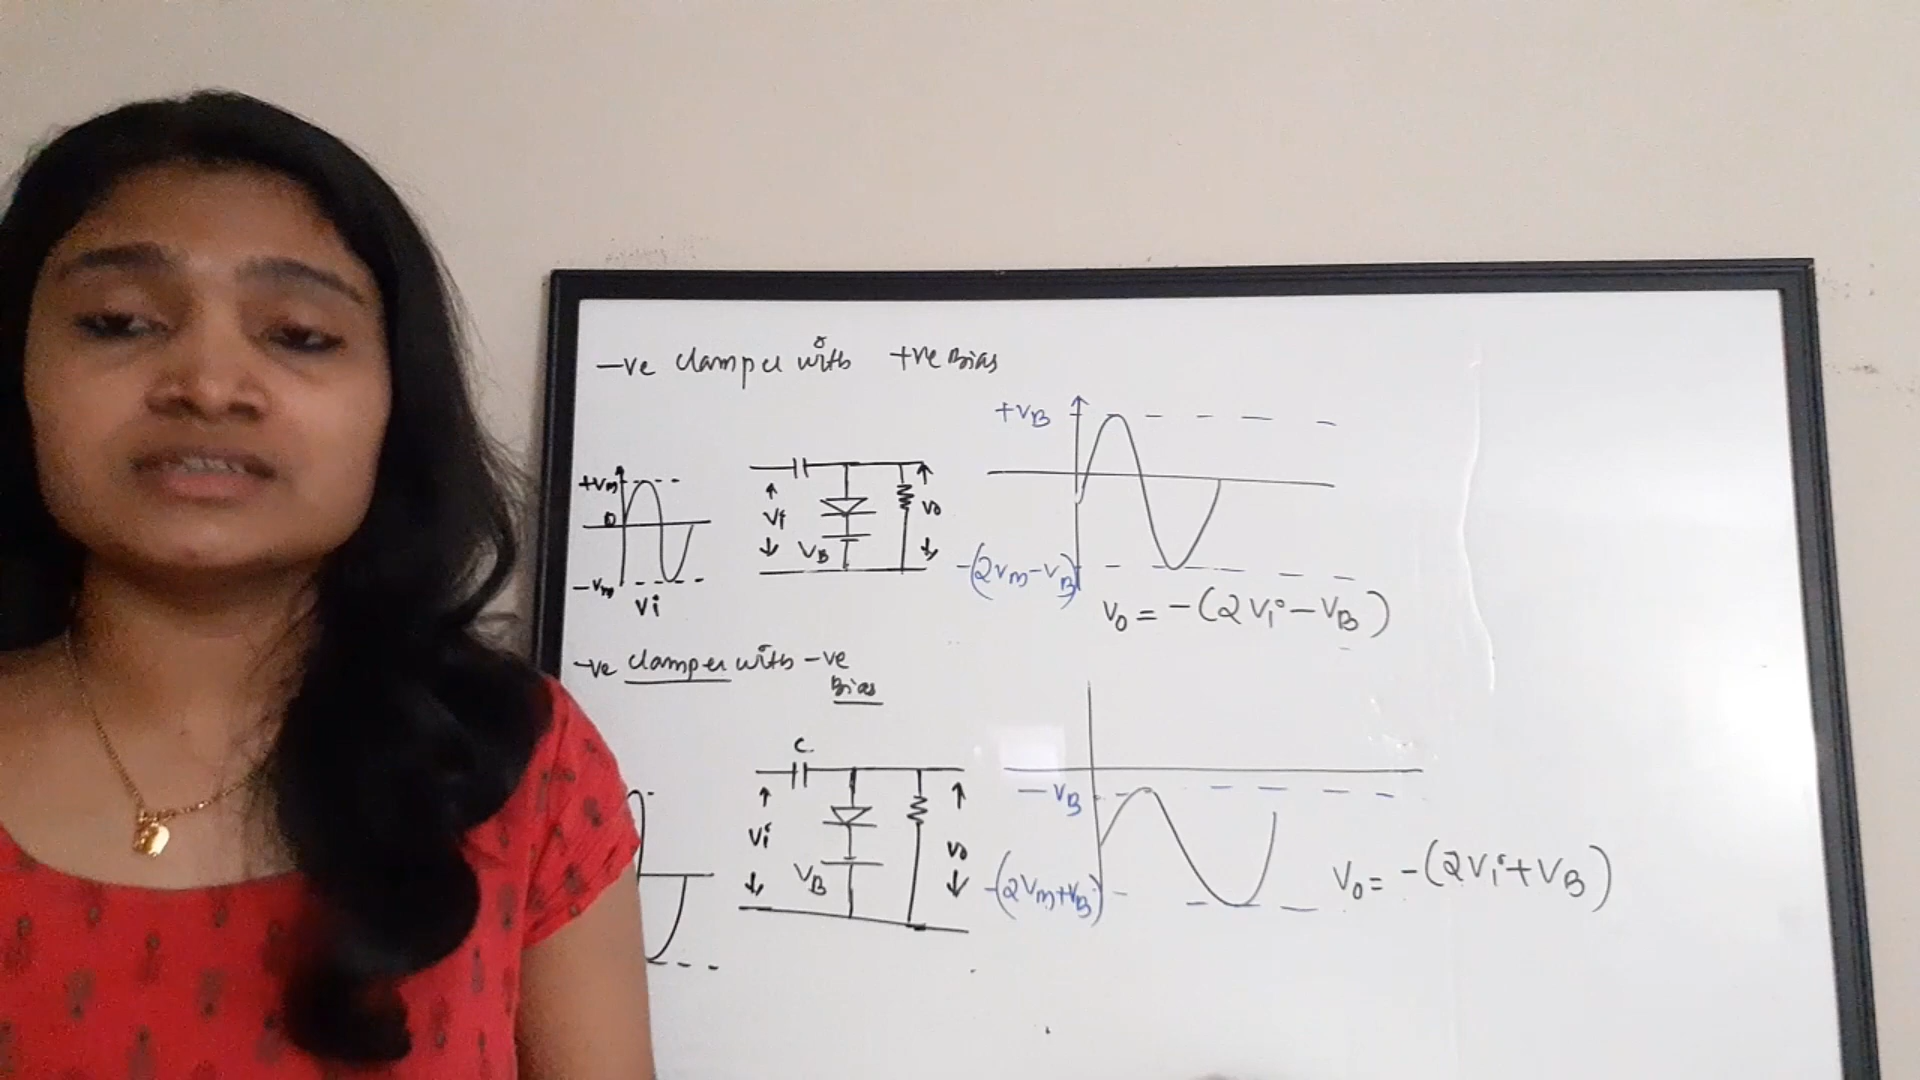 -ve clamper with +ve Bias
+VB
+Vm
0
Vi
Vo
VB
-Vm
Vi
-(2Vm-VB)
Vo = -(2Vi-VB)
-ve clamper with -ve
Bias
C.
-VB
Vi
Vo
VB
-(2Vm+VB)
Vo= -(2Vi+VB)